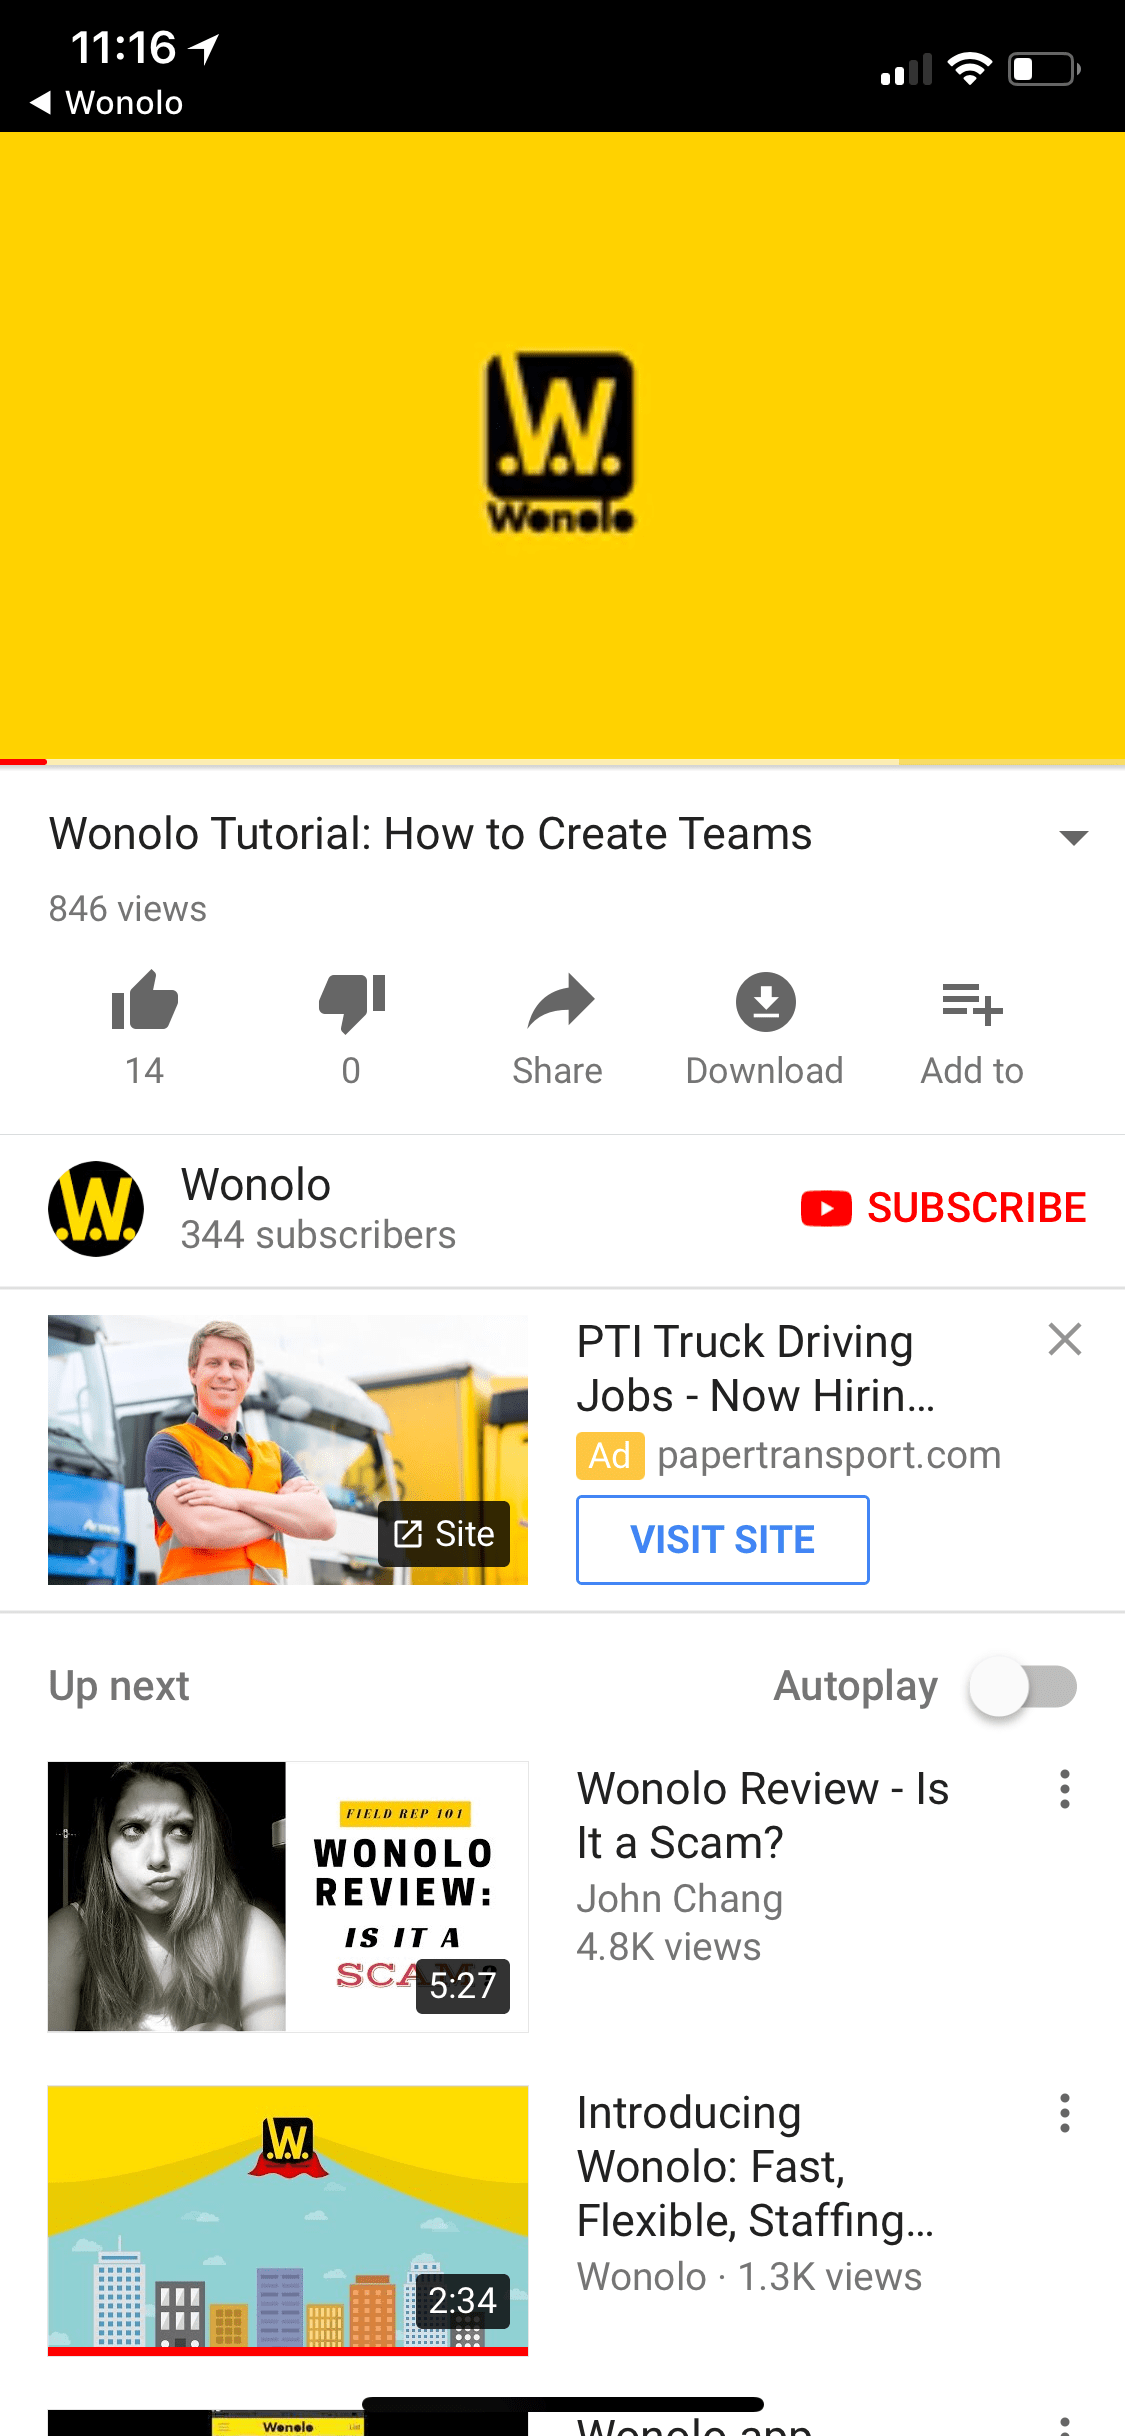 11:16
Wonolo
W
Wonolo
Wonolo Tutorial: How to Create Teams
846 views
14
0
Share
Download
Add to
W
Wonolo
344 subscribers
SUBSCRIBE
PTI Truck Driving
Jobs - Now Hirin...
Ad papertransport.com
Site
VISIT SITE
Up next
Autoplay
FIELD REP 101
WONOLO
REVIEW:
IS IT A
SCAM?
5:27
Wonolo Review - Is
It a Scam?
John Chang
4.8K views
W
2:34
Introducing
Wonolo: Fast,
Flexible, Staffing...
Wonolo · 1.3K views
Wonolo
List
Wonolo app